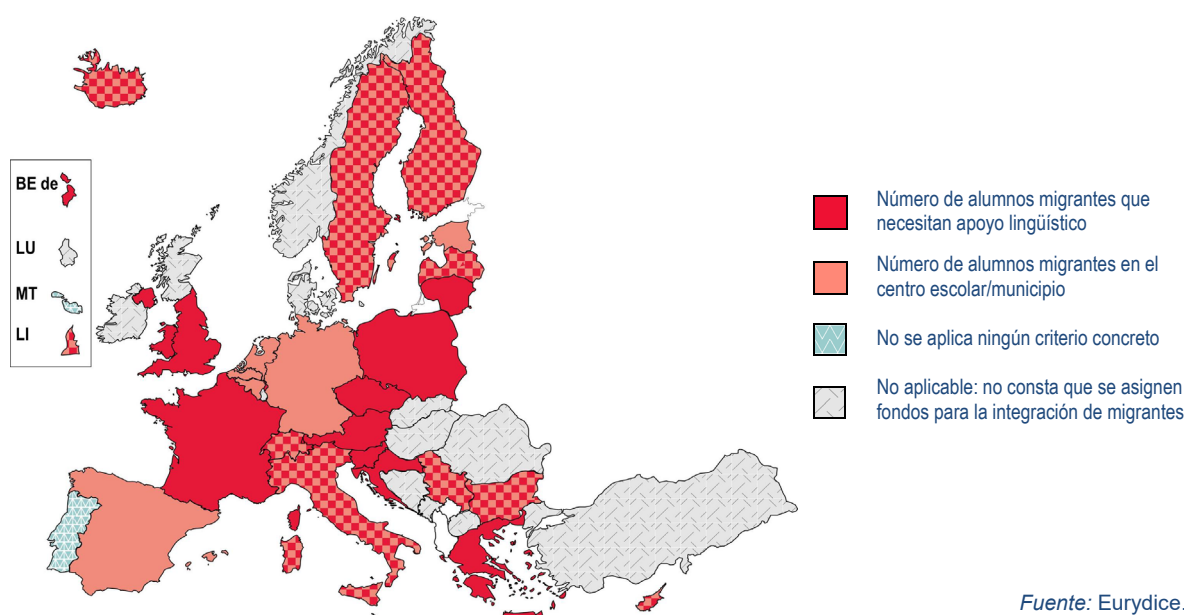 BE de
LU
MT
LI
Número de alumnos migrantes que
necesitan apoyo lingüístico
Número de alumnos migrantes en el
centro escolar/municipio
No se aplica ningún criterio concreto
No aplicable: no consta que se asignen
fondos para la integración de migrantes
Fuente: Eurydice.